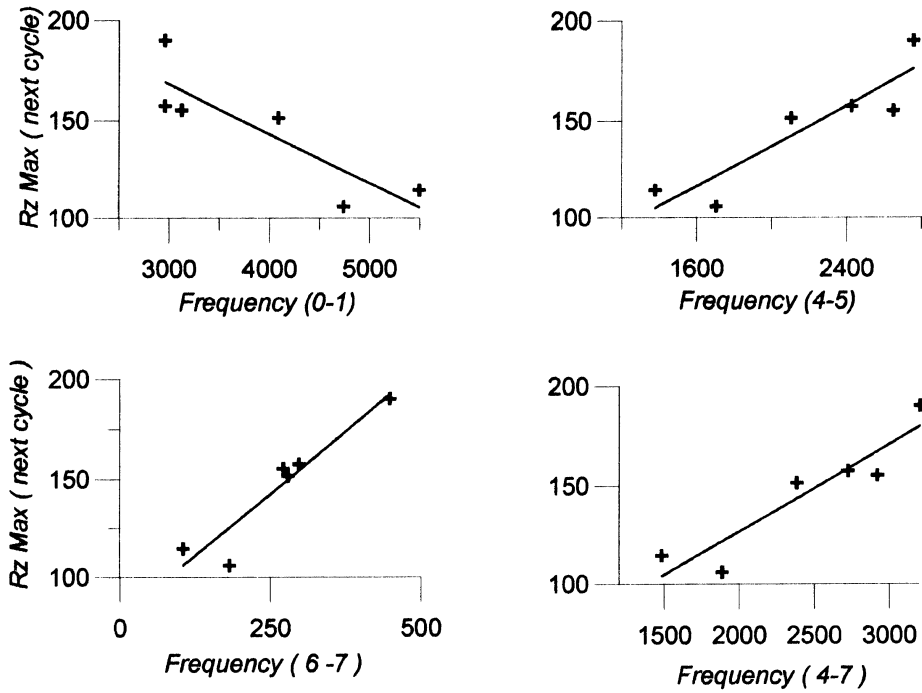 200
150
100
Rz Max ( next cycle)
3000 4000 5000
Frequency (0-1)
200
150
100
1600 2400
Frequency (4-5)
200
150
100
Rz Max ( next cycle )
0 250 500
Frequency ( 6 -7 )
200
150
100
1500 2000 2500 3000
Frequency ( 4-7 )